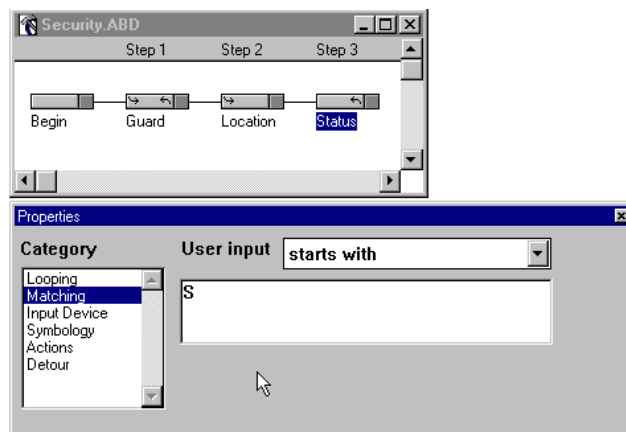 Security.ABD
Step 1 Step 2 Step 3
Begin Guard Location Status
Properties
Category
User input starts with
Looping
Matching
Input Device
Symbology
Actions
Detour
S